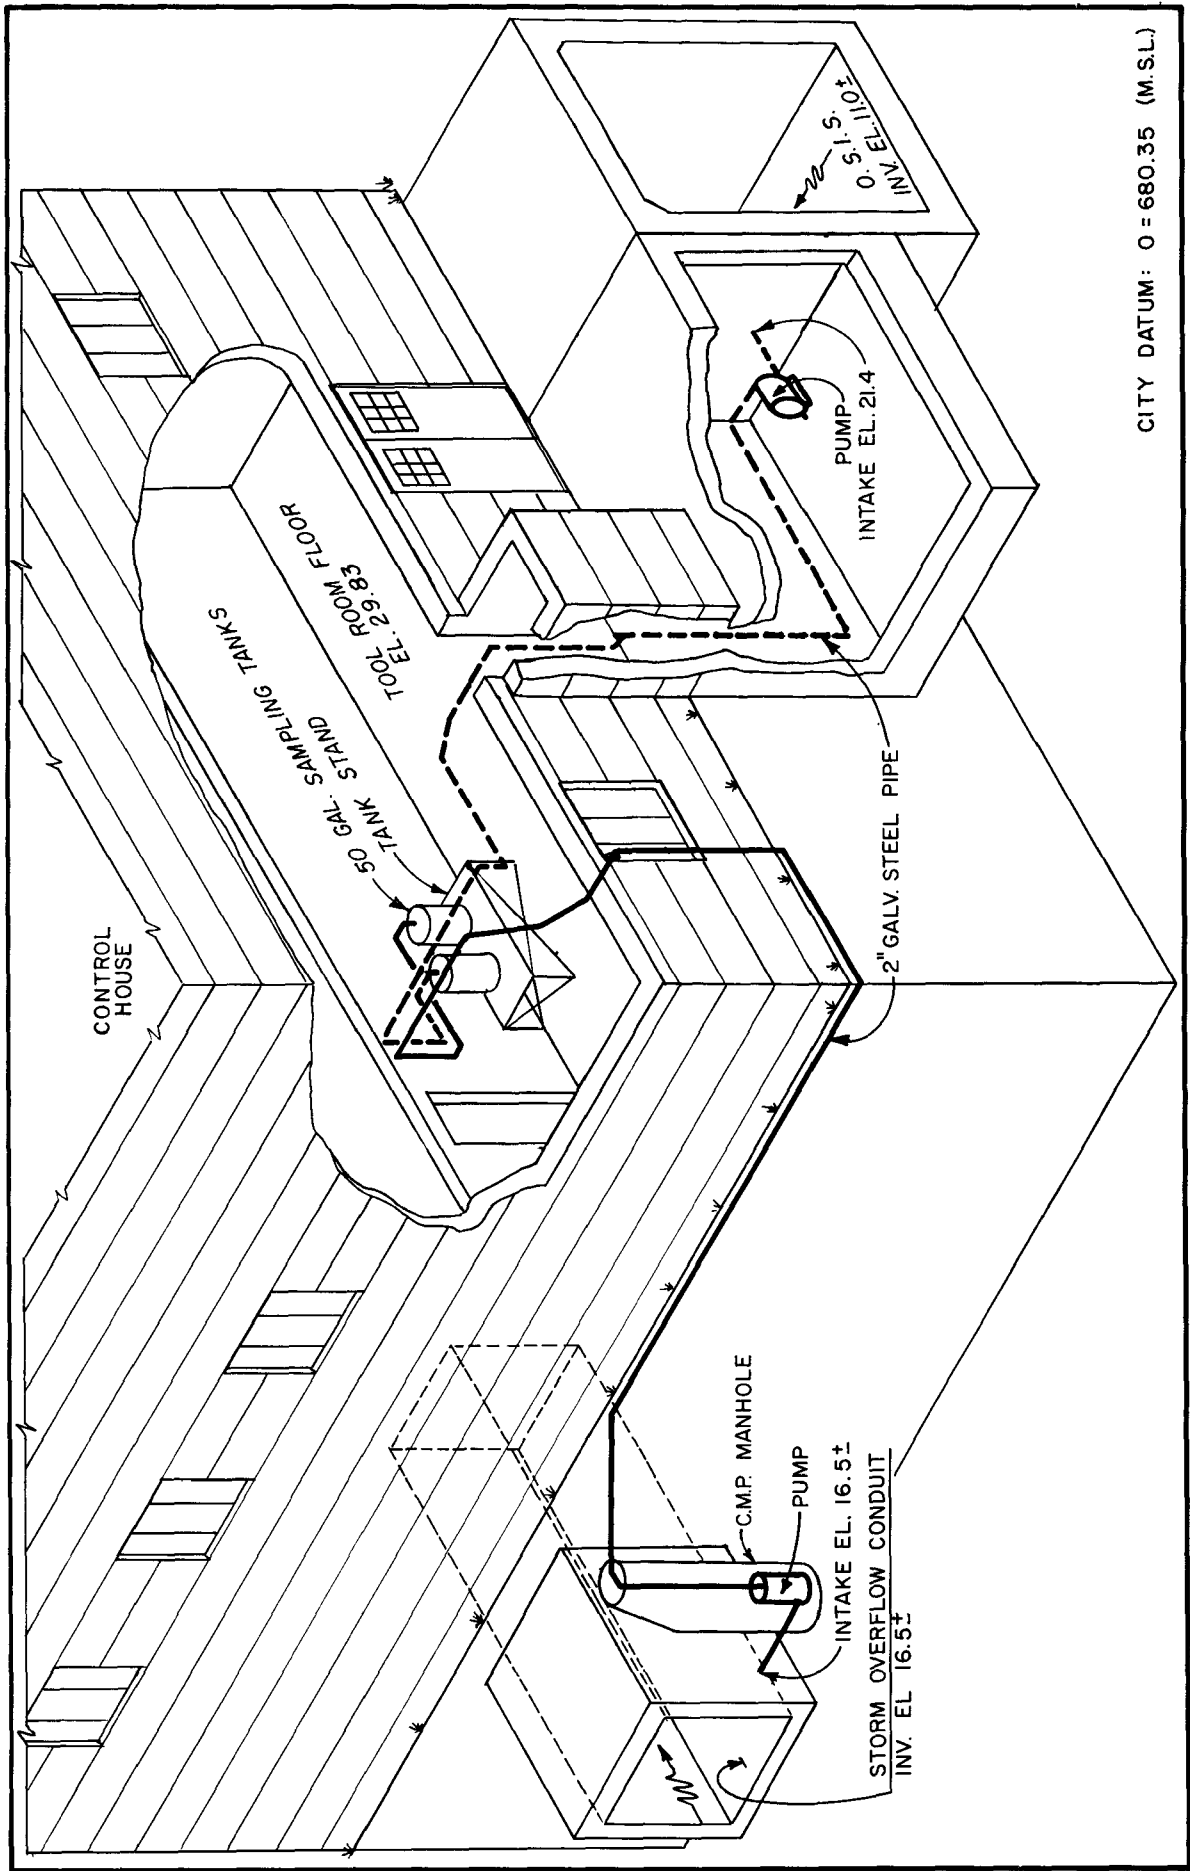 CONTROL
HOUSE
50 GAL. SAMPLING TANKS
TANK STAND
TOOL ROOM FLOOR
EL. 29.83
O. S. I. S.
INV. EL. 11.0±
PUMP
INTAKE EL. 21.4
2" GALV. STEEL PIPE
C.M.P. MANHOLE
PUMP
INTAKE EL. 16.5±
STORM OVERFLOW CONDUIT
INV. EL 16.5±
CITY DATUM: 0 = 680.35 (M.S.L.)